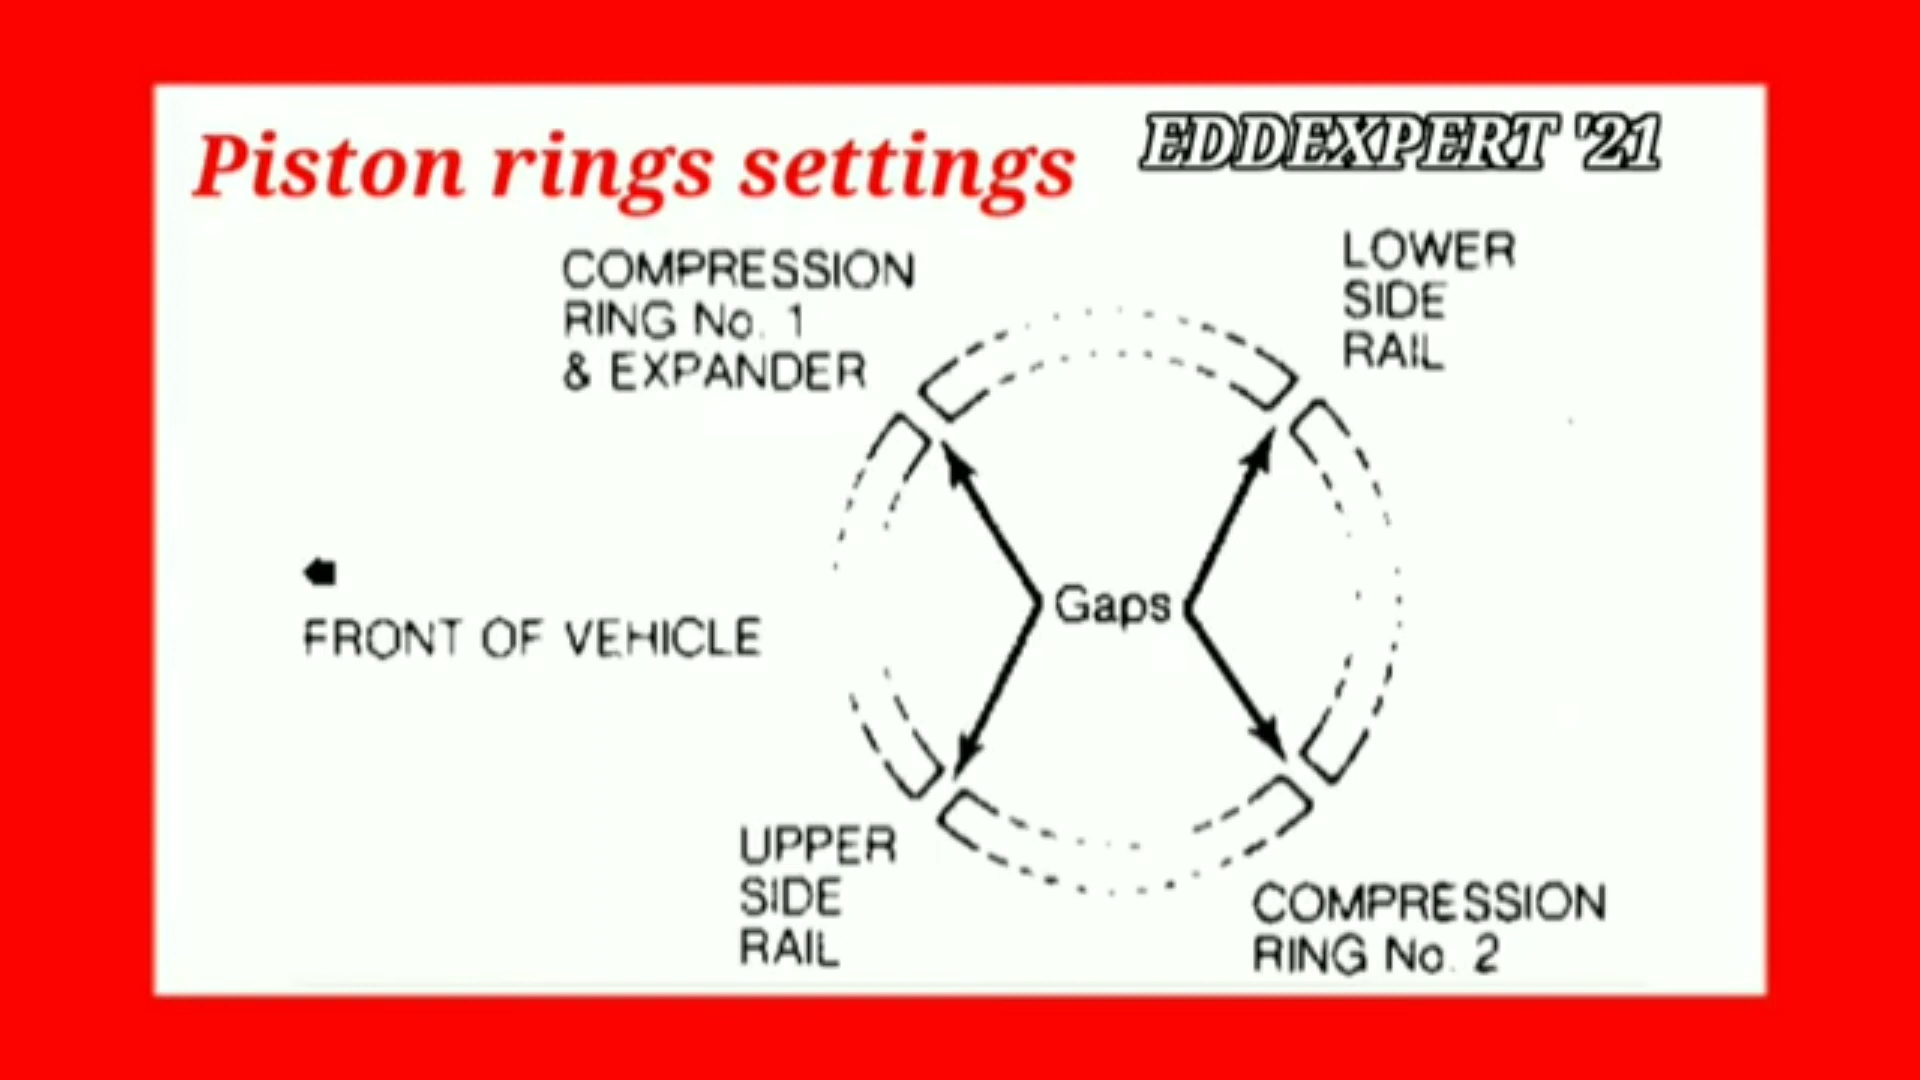 Piston rings settings
EDDEXPERT '21
COMPRESSION
RING No. 1
& EXPANDER
LOWER
SIDE
RAIL
Gaps
FRONT OF VEHICLE
UPPER
SIDE
RAIL
COMPRESSION
RING No. 2